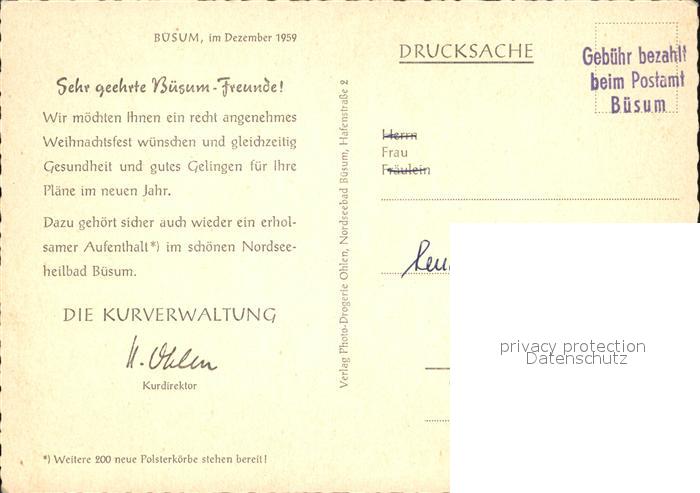 BÜSUM, im Dezember 1959
Sehr geehrte Büsum-Freunde!
Wir möchten Ihnen ein recht angenehmes
Weihnachtsfest wünschen und gleichzeitig
Gesundheit und gutes Gelingen für Ihre
Pläne im neuen Jahr.
Dazu gehört sicher auch wieder ein erhol-
samer Aufenthalt*) im schönen Nordsee-
heilbad Büsum.
DIE KURVERWALTUNG
H. Ohlen
Kurdirektor
*) Weitere 200 neue Polsterkörbe stehen bereit!
Verlag Photo-Drogerie Ohlen, Nordseebad Büsum, Hafenstraße 2
DRUCKSACHE
Gebühr bezahlt
beim Postamt
Büsum
Herrn
Frau
Fräulein
privacy protection
Datenschutz